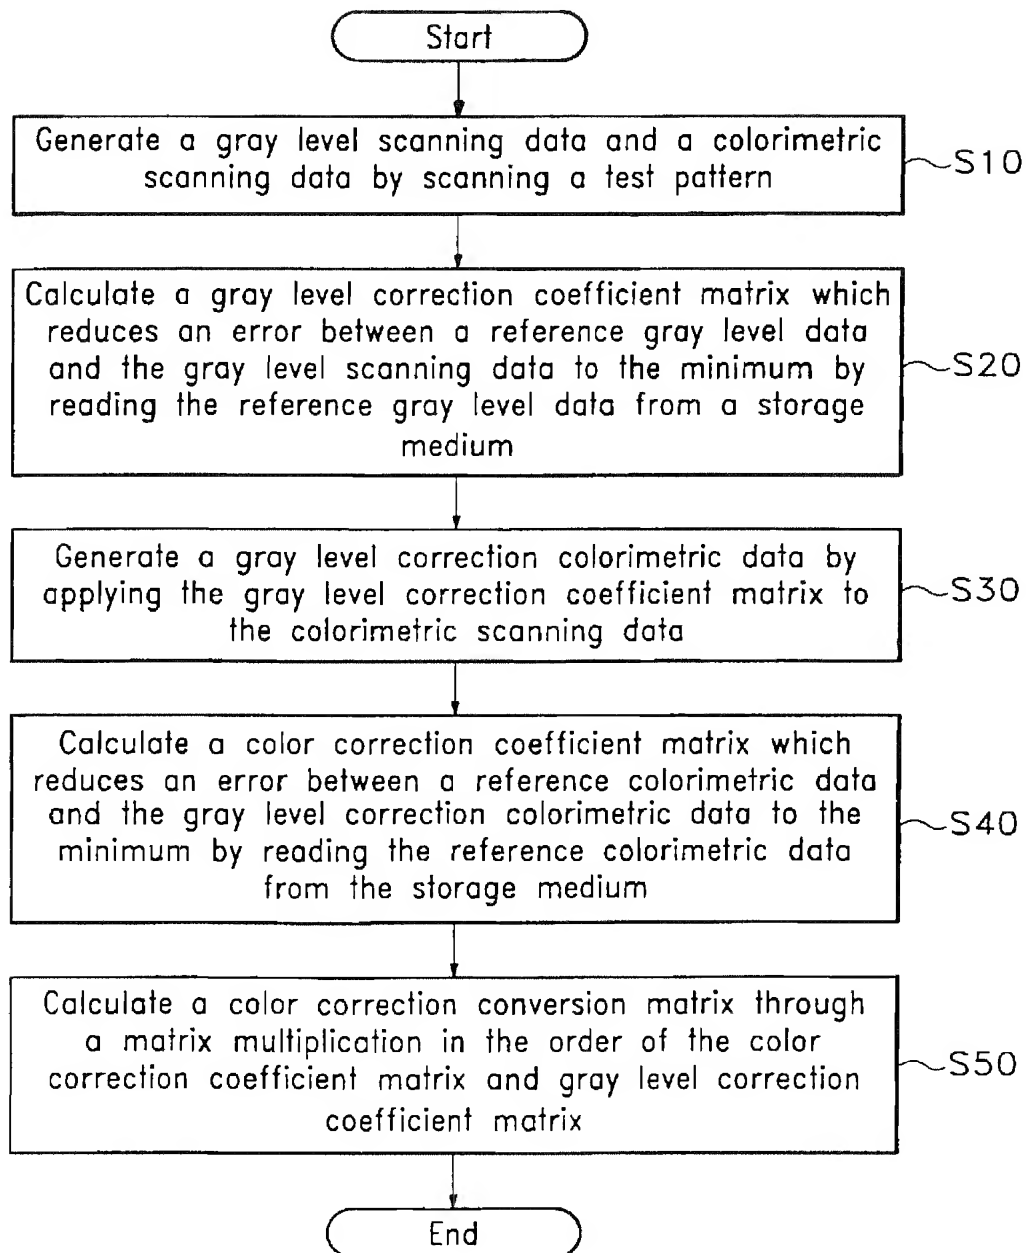 Start
Generate a gray level scanning data and a colorimetric
scanning data by scanning a test pattern
S10
Calculate a gray level correction coefficient matrix which
reduces an error between a reference gray level data
and the gray level scanning data to the minimum by
reading the reference gray level data from a storage
medium
S20
Generate a gray level correction colorimetric data by
applying the gray level correction coefficient matrix to
the colorimetric scanning data
S30
Calculate a color correction coefficient matrix which
reduces an error between a reference colorimetric data
and the gray level correction colorimetric data to the
minimum by reading the reference colorimetric data
from the storage medium
S40
Calculate a color correction conversion matrix through
a matrix multiplication in the order of the color
correction coefficient matrix and gray level correction
coefficient matrix
S50
End